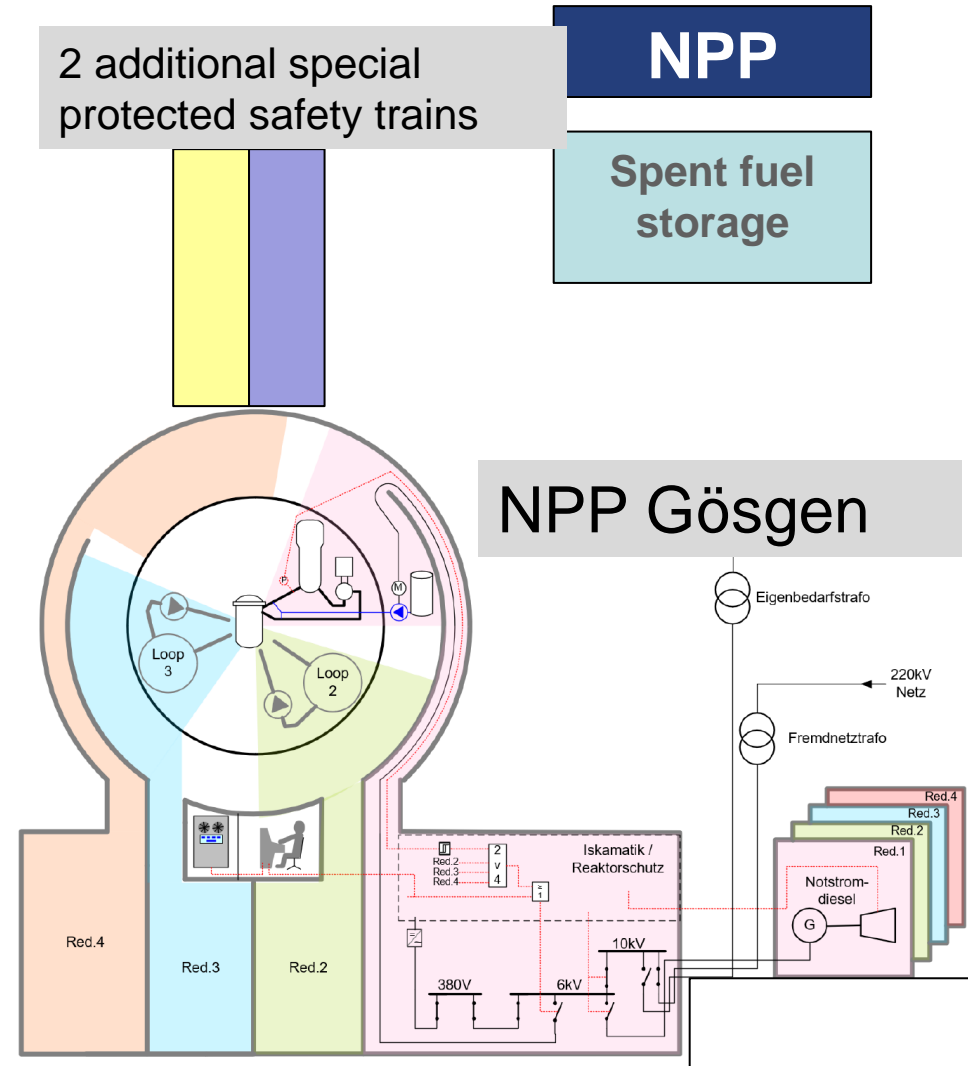 2 additional special
protected safety trains
NPP
Spent fuel
storage
NPP Gösgen
Eigenbedarfstrafo
220kV
Netz
Fremdnetztrafo
P
M
Loop
3
Loop
2
Red.4
Red.3
Red.2
Red.1
Notstrom-
diesel
G
2
v
4
Red.2
Red.3
Red.4
≥
1
Iskamatik /
Reaktorschutz
10kV
380V
6kV
Red.4
Red.3
Red.2